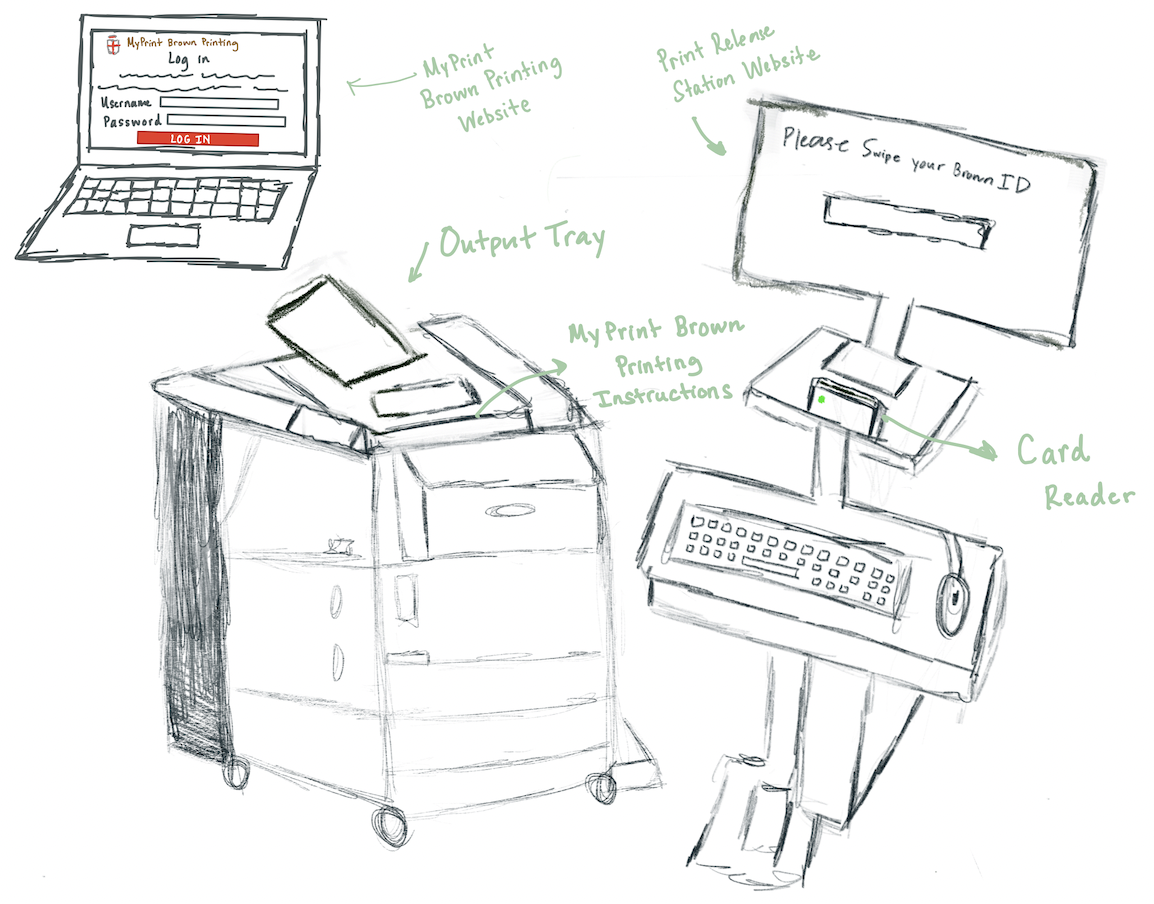 MyPrint Brown Printing
Log in
Username
Password
LOG IN
MyPrint
Brown Printing
Website
Print Release
Station Website
Please Swipe your Brown ID
Output Tray
MyPrint Brown
Printing
Instructions
Card
Reader